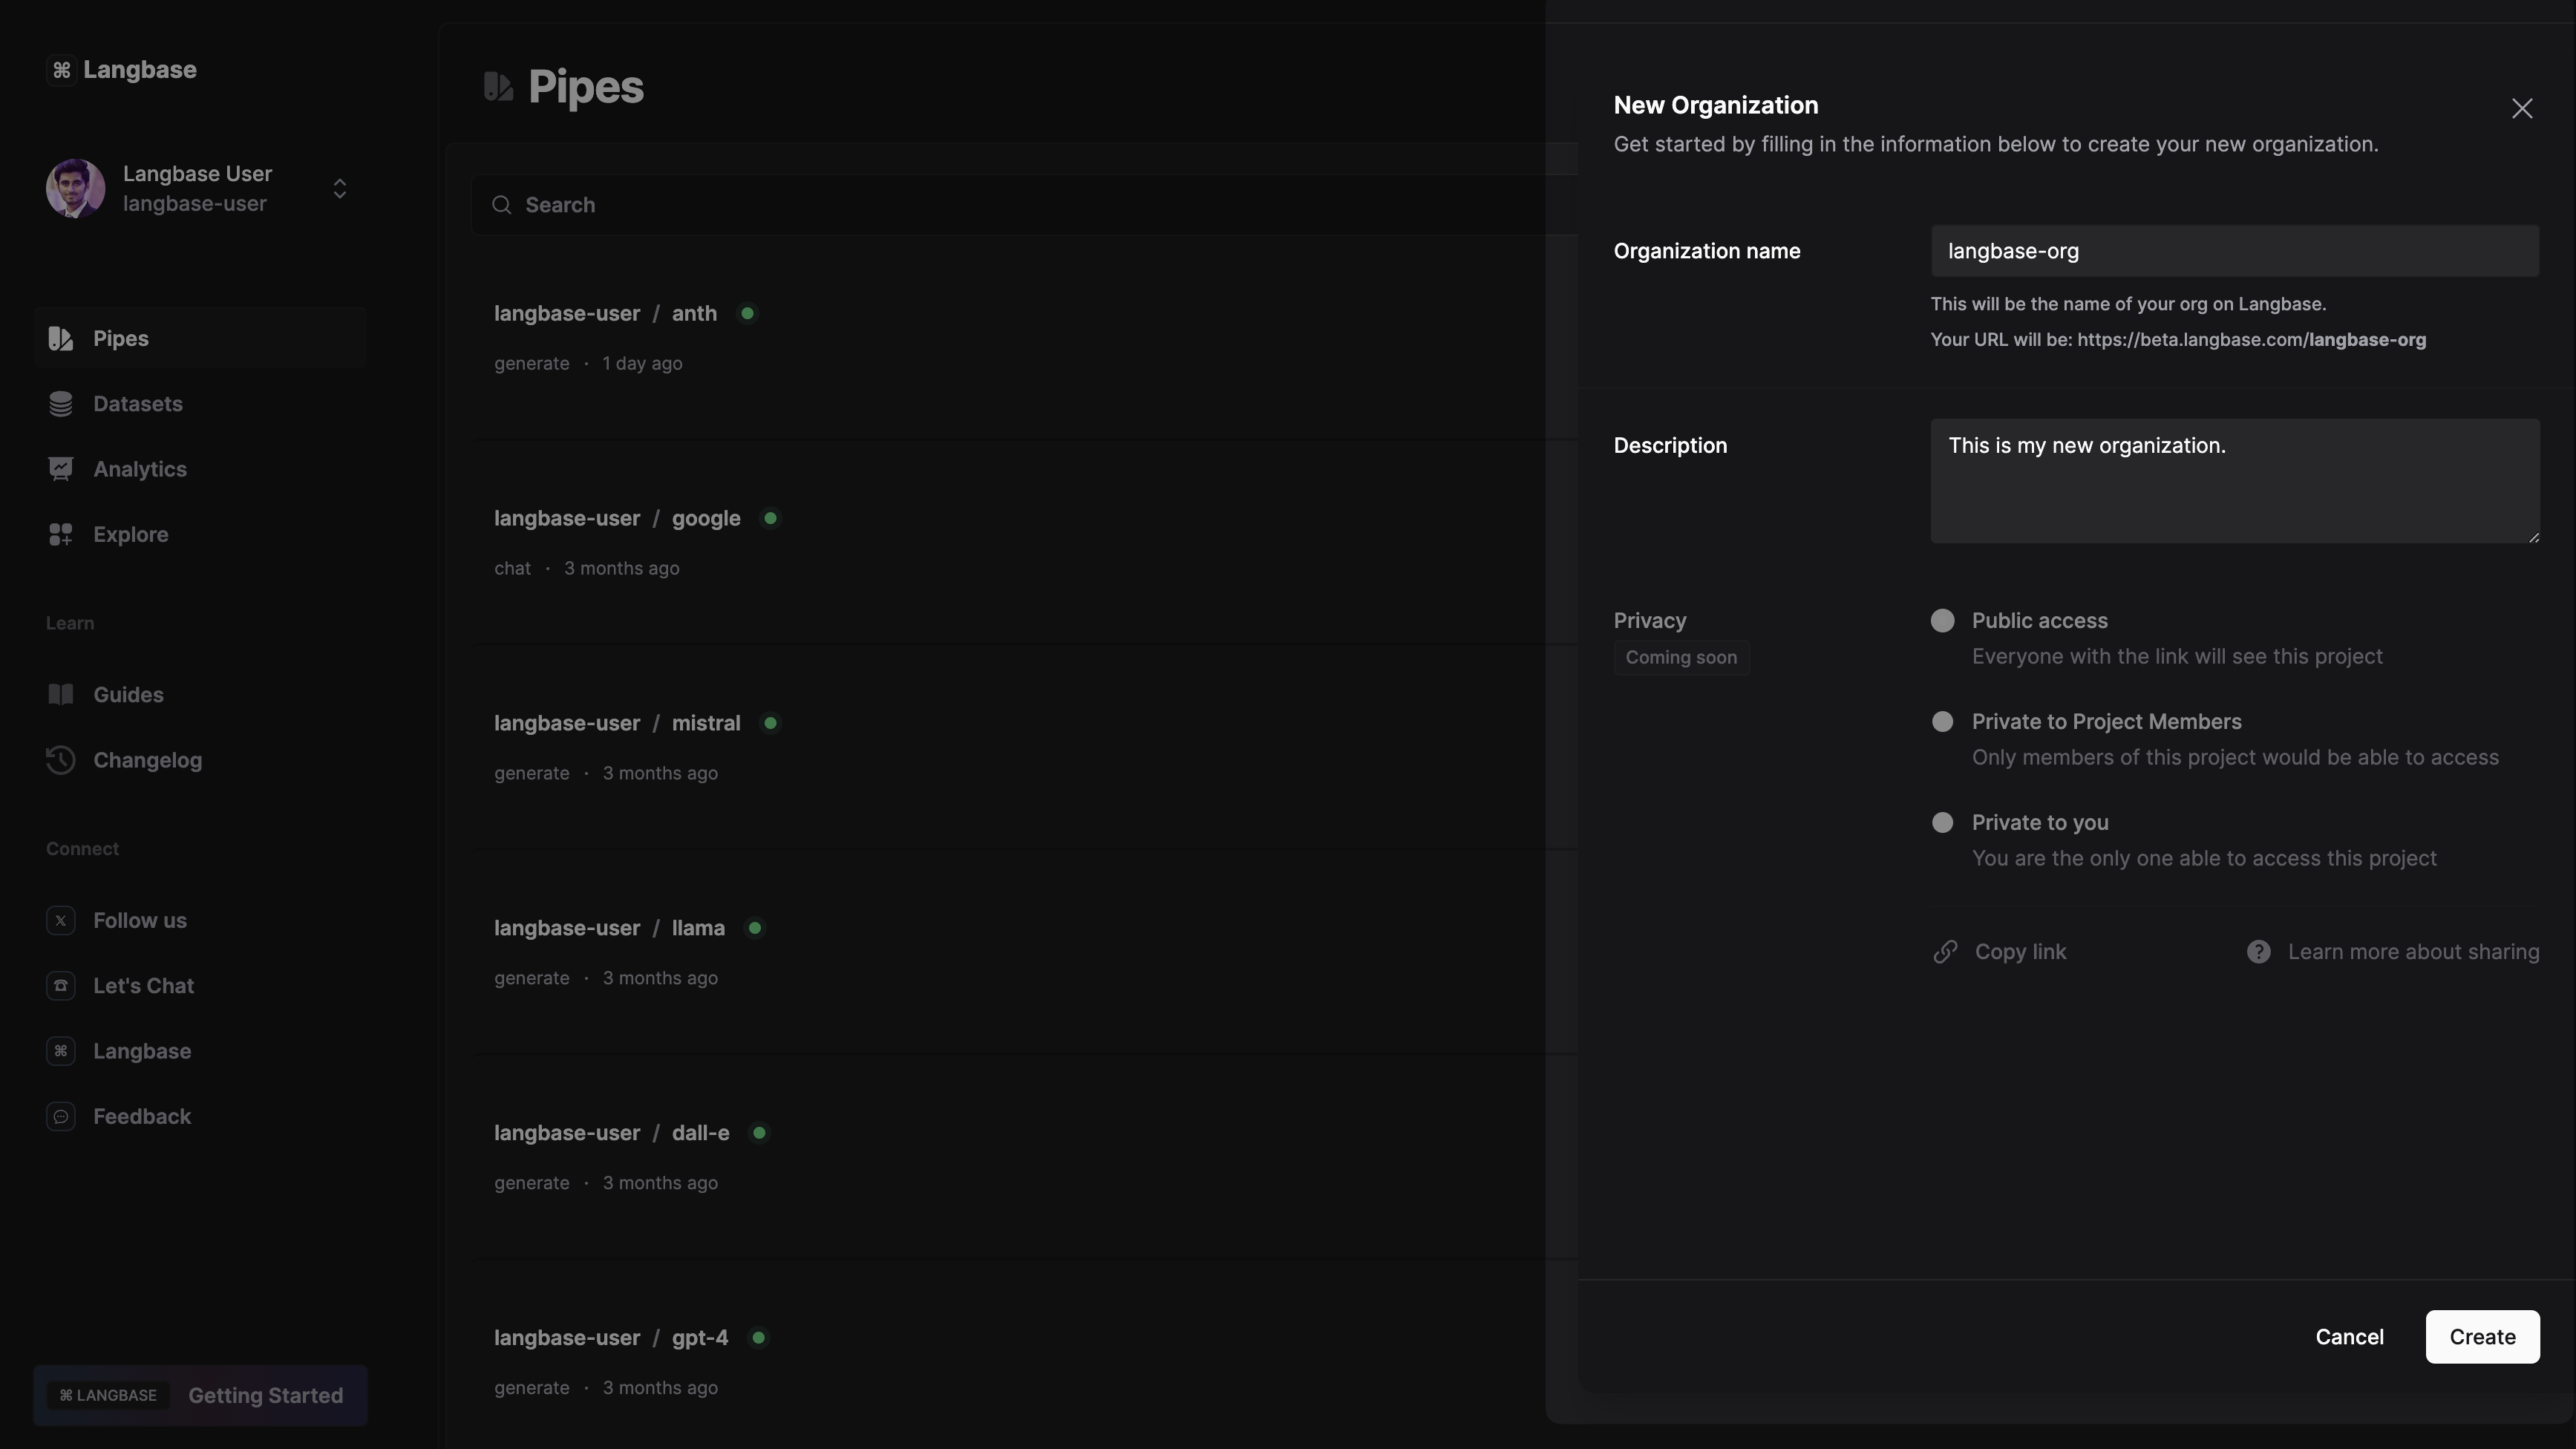 ⌘ Langbase
Langbase User
langbase-user
Pipes
Datasets
Analytics
Explore
Learn
Guides
Changelog
Connect
Follow us
Let's Chat
Langbase
Feedback
⌘ LANGBASE Getting Started
Pipes
Search
langbase-user / anth
generate · 1 day ago
langbase-user / google
chat · 3 months ago
langbase-user / mistral
generate · 3 months ago
langbase-user / llama
generate · 3 months ago
langbase-user / dall-e
generate · 3 months ago
langbase-user / gpt-4
generate · 3 months ago
New Organization
Get started by filling in the information below to create your new organization.
Organization name
langbase-org
This will be the name of your org on Langbase.
Your URL will be: https://beta.langbase.com/langbase-org
Description
This is my new organization.
Privacy
Coming soon
Public access
Everyone with the link will see this project
Private to Project Members
Only members of this project would be able to access
Private to you
You are the only one able to access this project
Copy link
Learn more about sharing
Cancel
Create